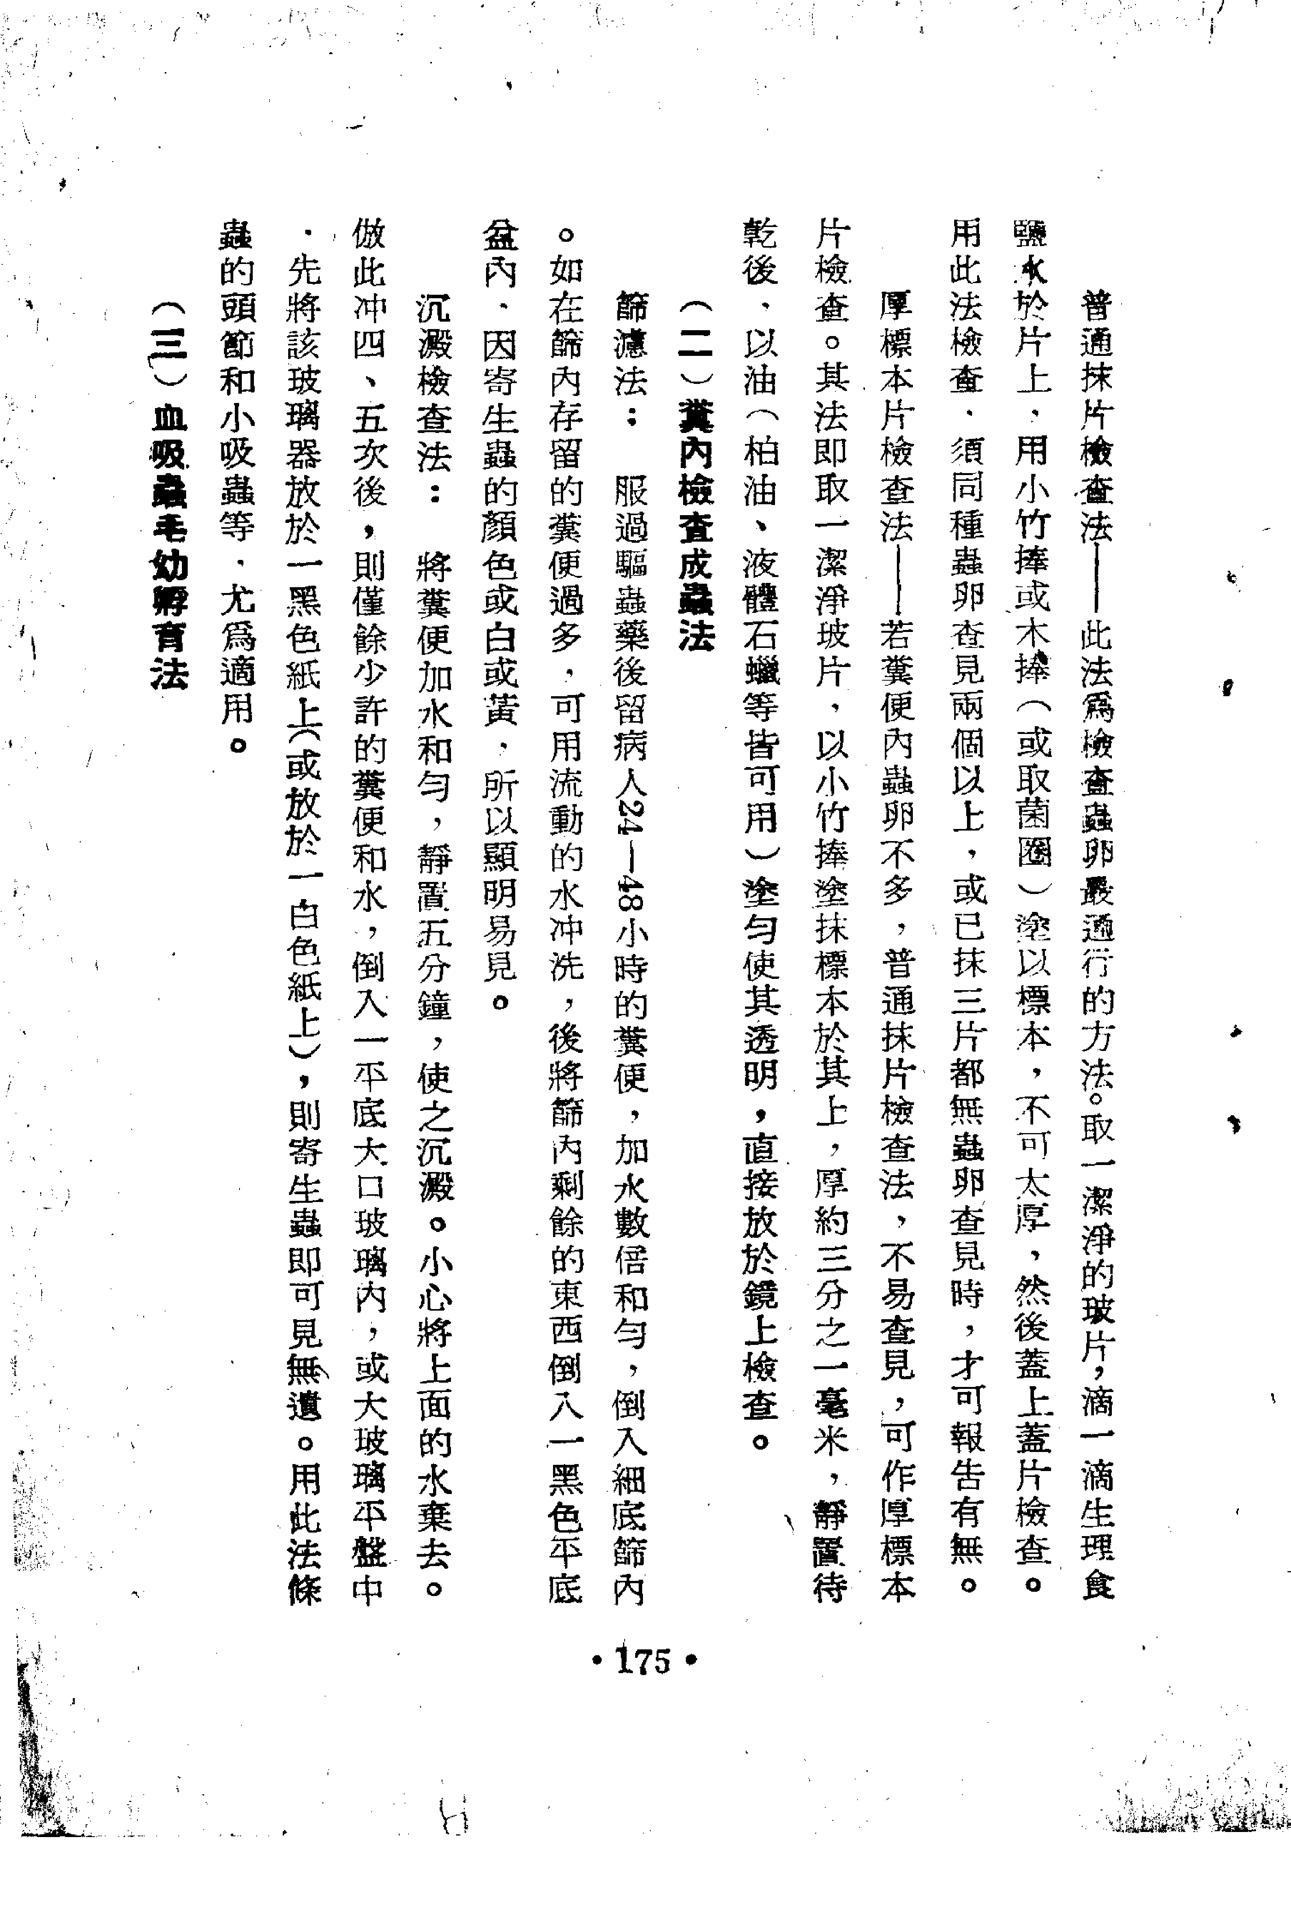 普通抹片檢查法——此法爲檢查蟲卵最通行的方法。取一潔淨的玻片，滴一滴生理食
鹽水於片上，用小竹捧或木捧（或取菌圈）塗以標本，不可太厚，然後蓋上蓋片檢查。
用此法檢查，須同種蟲卵查見兩個以上，或已抹三片都無蟲卵查見時，才可報告有無。
厚標本片檢查法——若糞便內蟲卵不多，普通抹片檢查法，不易查見，可作厚標本
片檢查。其法即取一潔淨玻片，以小竹捧塗抹標本於其上，厚約三分之一毫米，靜置待
乾後，以油（柏油、液體石蠟等皆可用）塗勻使其透明，直接放於鏡上檢查。
（二）糞內檢查成蟲法
篩濾法：　服過驅蟲藥後留病人24—48小時的糞便，加水數倍和勻，倒入細底篩內
。如在篩內存留的糞便過多，可用流動的水冲洗，後將篩內剩餘的東西倒入一黑色平底
盆內，因寄生蟲的顏色或白或黃，所以顯明易見。
沉澱檢查法：　將糞便加水和勻，靜置五分鐘，使之沉澱。小心將上面的水棄去。
倣此冲四、五次後，則僅餘少許的糞便和水，倒入一平底大口玻璃內，或大玻璃平盤中
，先將該玻璃器放於一黑色紙上（或放於一白色紙上），則寄生蟲即可見無遺。用此法條
蟲的頭節和小吸蟲等，尤爲適用。
（三）血吸蟲毛幼孵育法
•175•